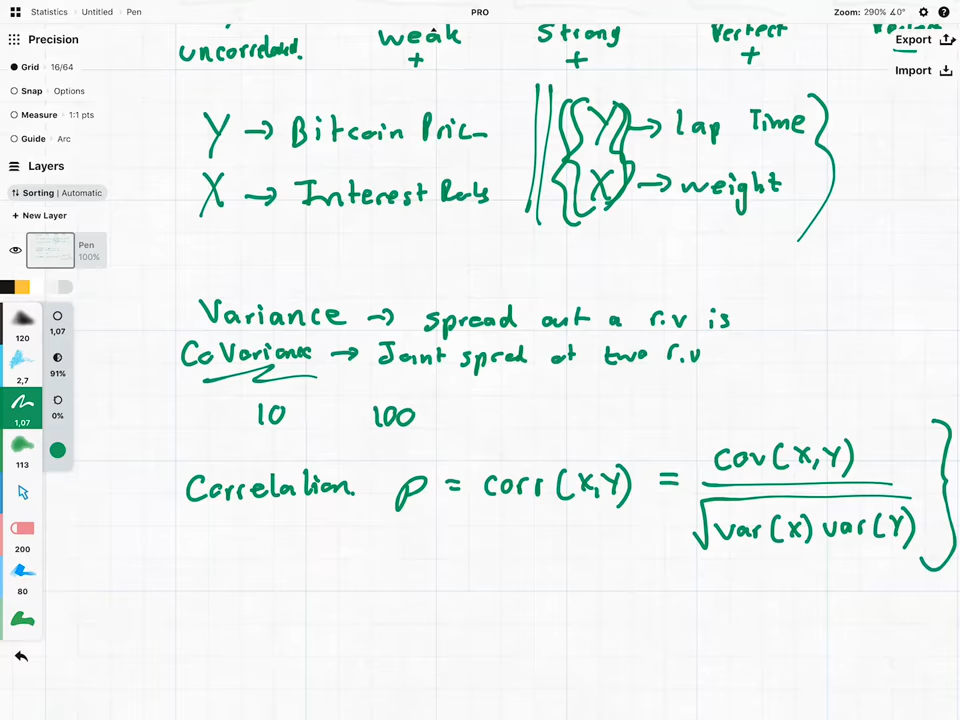 Statistics › Untitled › Pen
PRO
Zoom: 290% ∠0°
Precision
Export
Import
Grid · 16/64
Snap · Options
Measure · 1:1 pts
Guide · Arc
Layers
Sorting | Automatic
+ New Layer
Pen
100%
120
1,07
2,7
91%
1,07
0%
113
200
80
uncorrelated.
weak
+
Strong
+
Perfect
+
Y → Bitcoin Pric
X → Interest Rats
Y → lap Time
X → weight
Variance → spread out a r.v is
CoVariance → Joint spred of two r.v
10 100
Correlation. ρ = corr(X,Y) = cov(X,Y) / √var(X) var(Y)